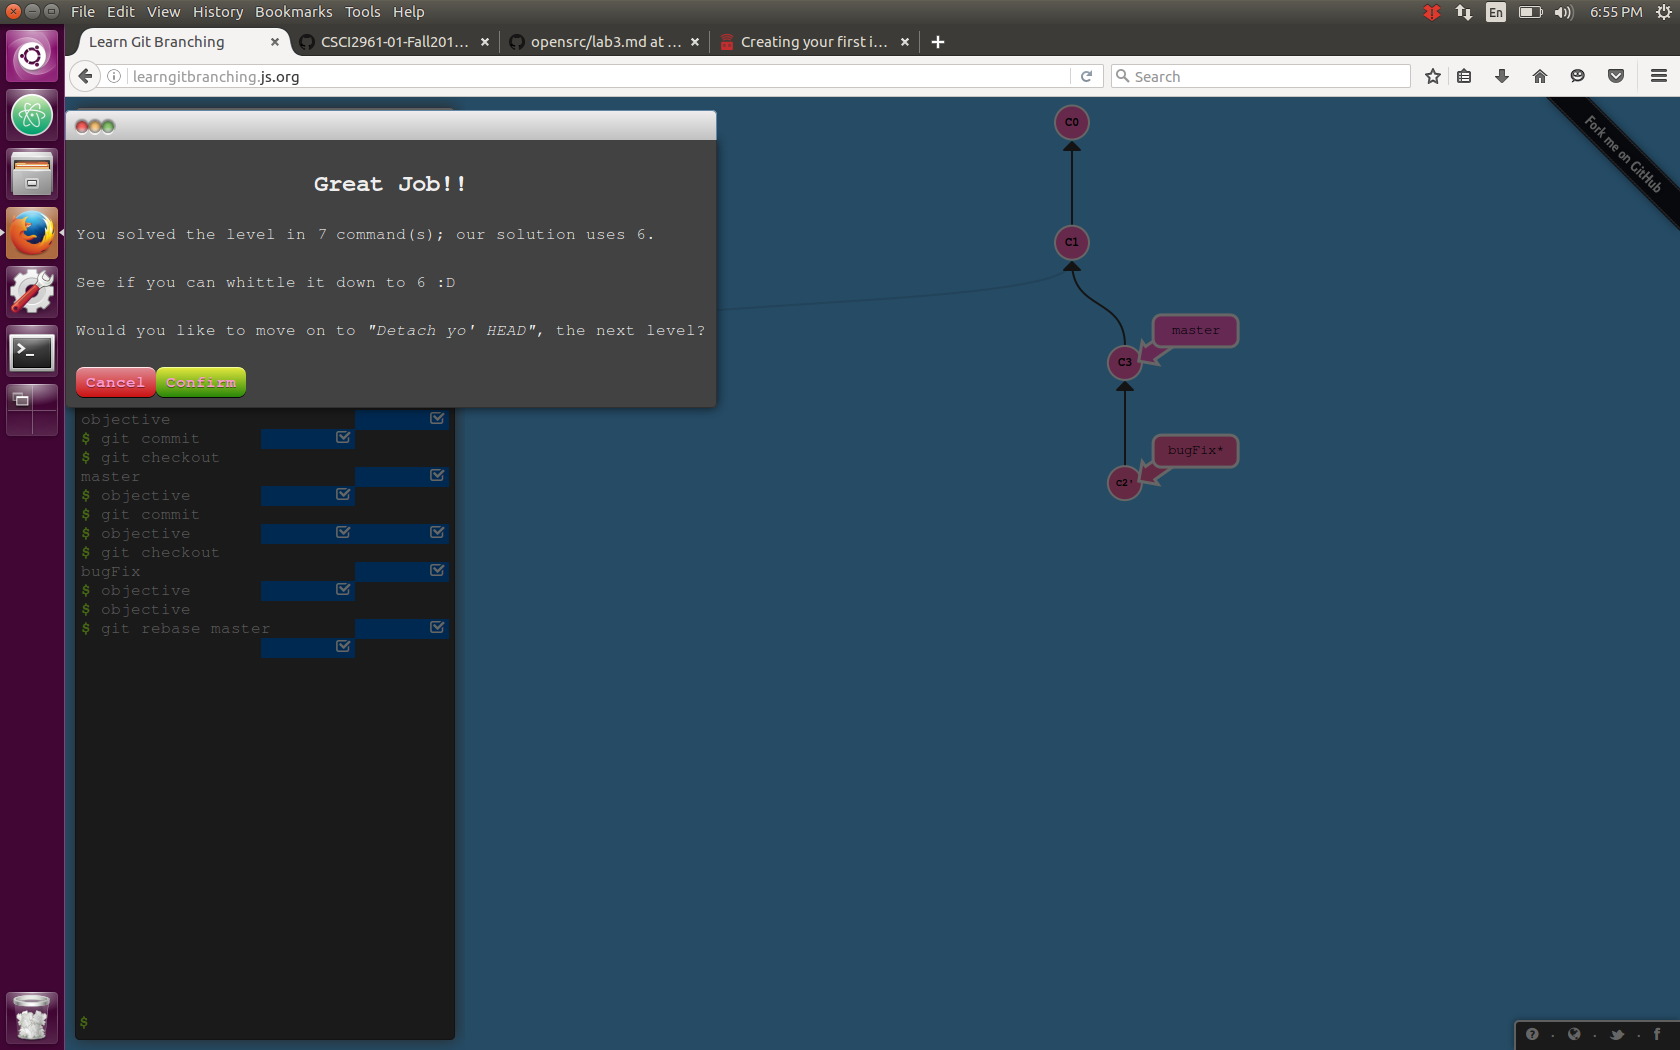 File Edit View History Bookmarks Tools Help
En
6:55 PM
Learn Git Branching
CSCI2961-01-Fall201...
opensrc/lab3.md at ...
Creating your first i...
learngitbranching.js.org
Search
Fork me on GitHub
Great Job!!
You solved the level in 7 command(s); our solution uses 6.
See if you can whittle it down to 6 :D
Would you like to move on to "Detach yo' HEAD", the next level?
Cancel Confirm
objective
$ git commit
$ git checkout
master
$ objective
$ git commit
$ objective
$ git checkout
bugFix
$ objective
$ objective
$ git rebase master
$
C0
C1
master
C3
bugFix*
C2'